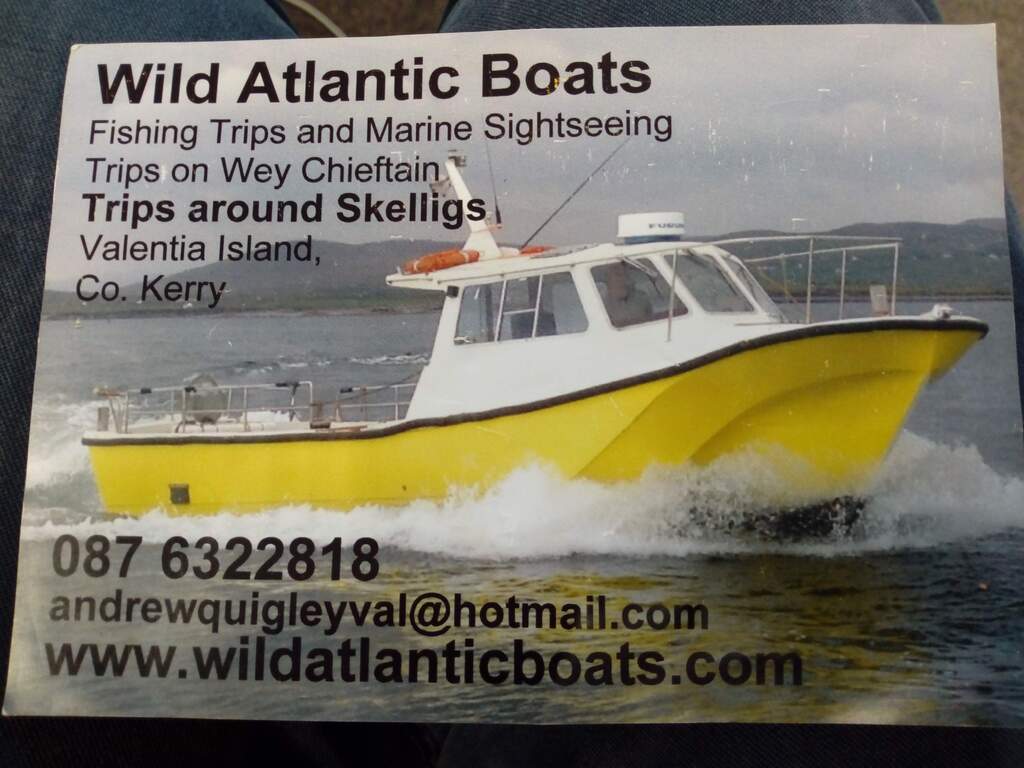 Wild Atlantic Boats
Fishing Trips and Marine Sightseeing
Trips on Wey Chieftain
Trips around Skelligs
Valentia Island,
Co. Kerry
087 6322818
andrewquigleyval@hotmail.com
www.wildatlanticboats.com